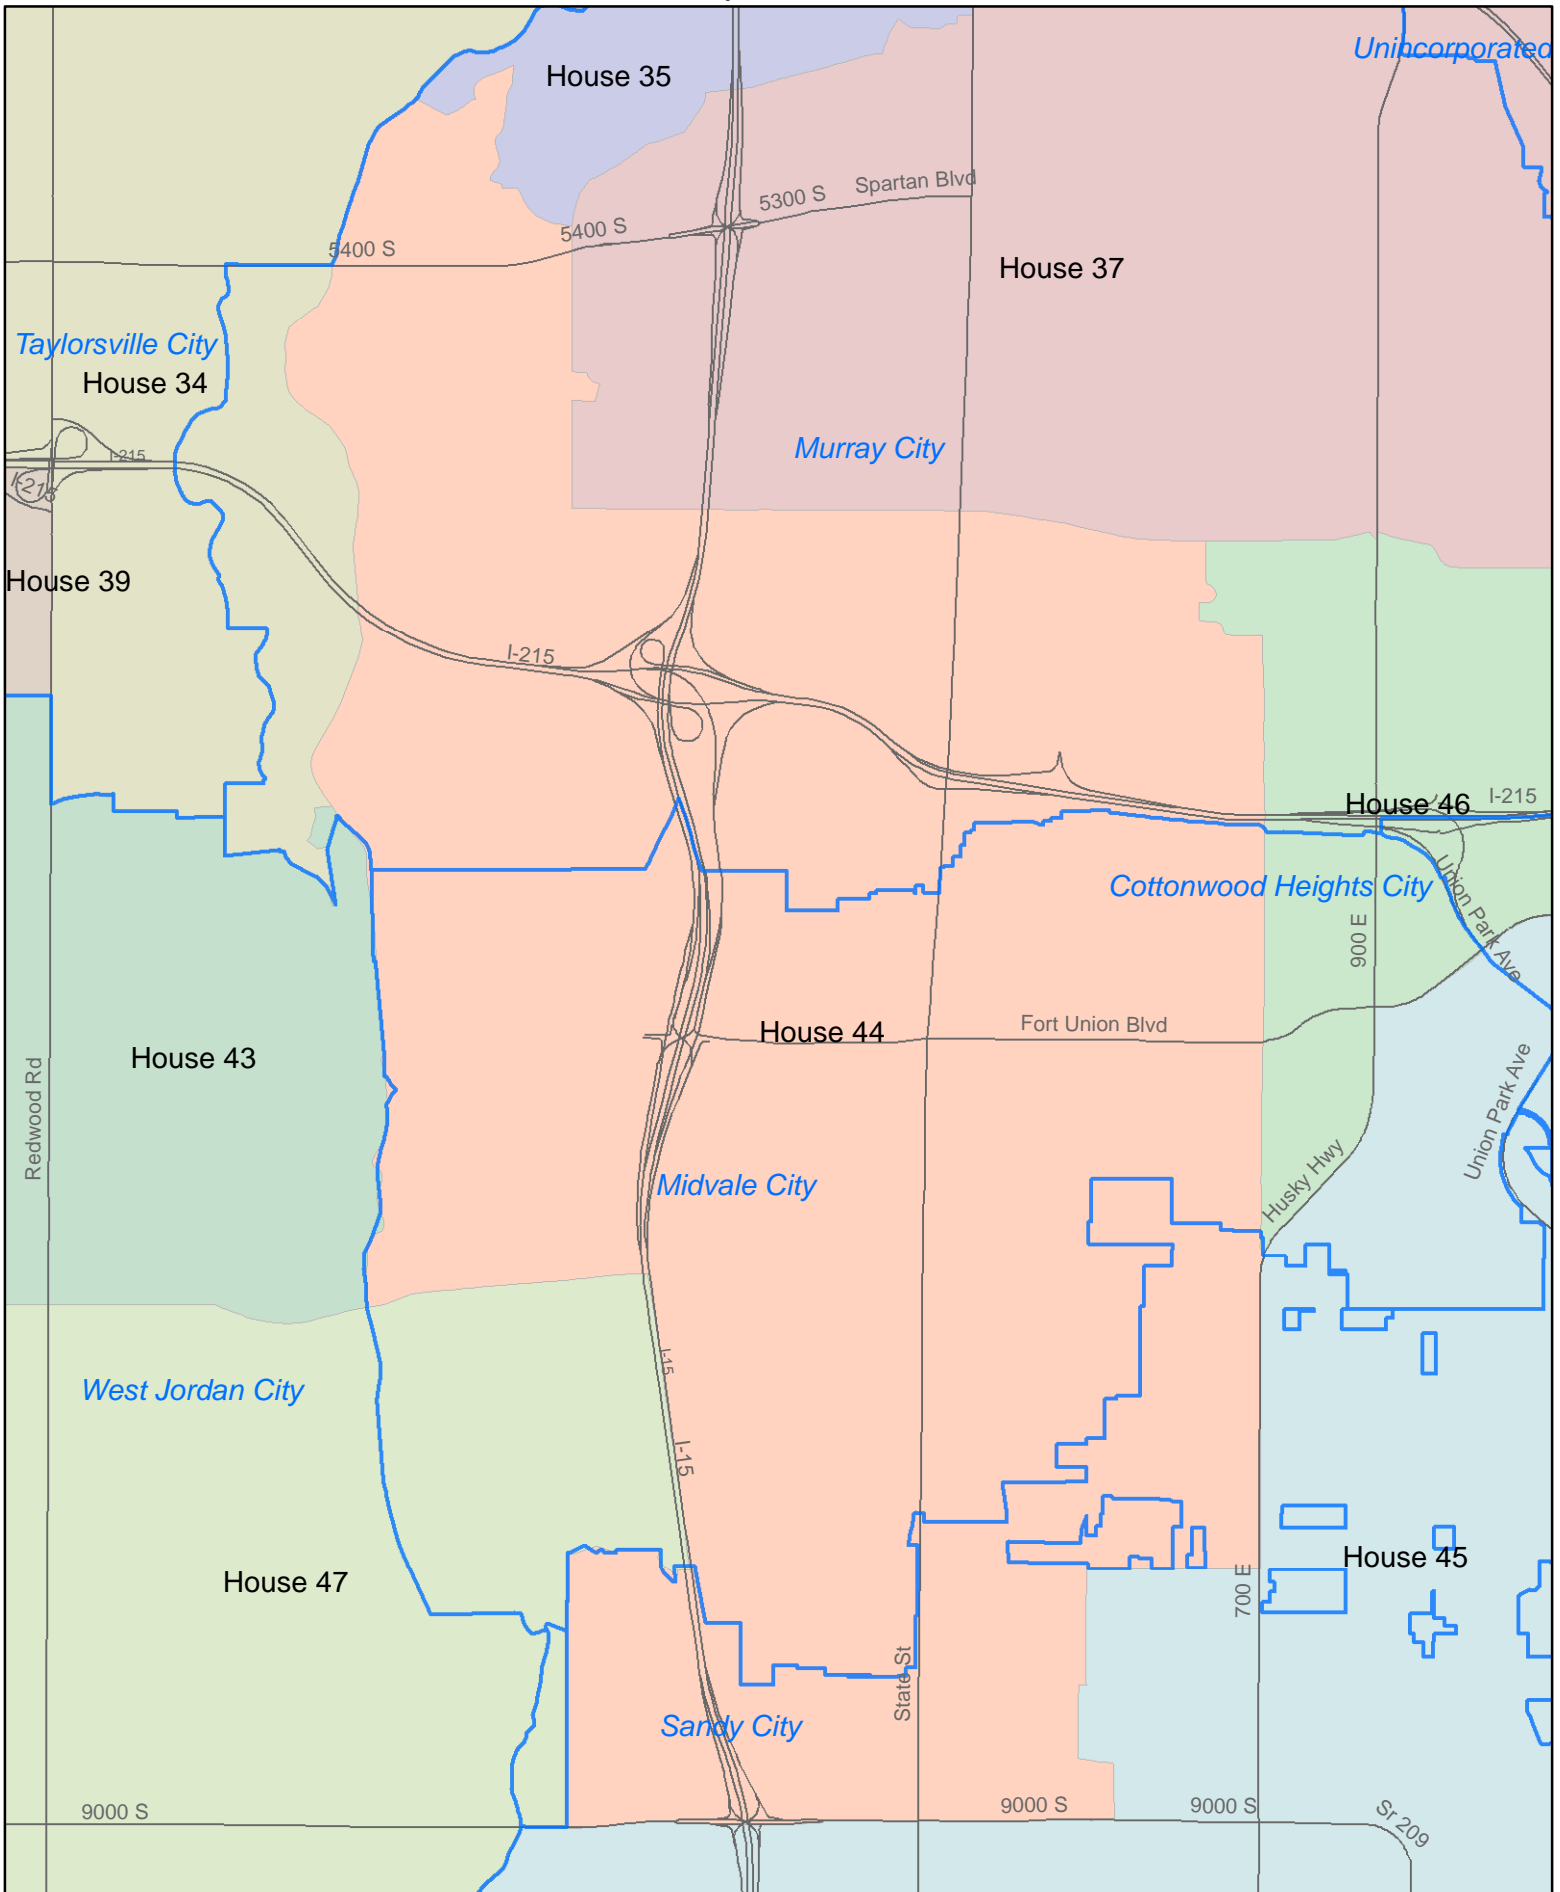 Unincorporated
House 35
Spartan Blvd
5300 S
5400 S
5400 S
House 37
Taylorsville City
House 34
Murray City
I-215
I-215
House 39
I-215
House 46
I-215
Cottonwood Heights City
Union Park Ave
900 E
Fort Union Blvd
House 44
House 43
Redwood Rd
Union Park Ave
Husky Hwy
Midvale City
I-15
West Jordan City
I-15
House 45
House 47
700 E
State St
Sandy City
9000 S
9000 S
9000 S
Sr 209